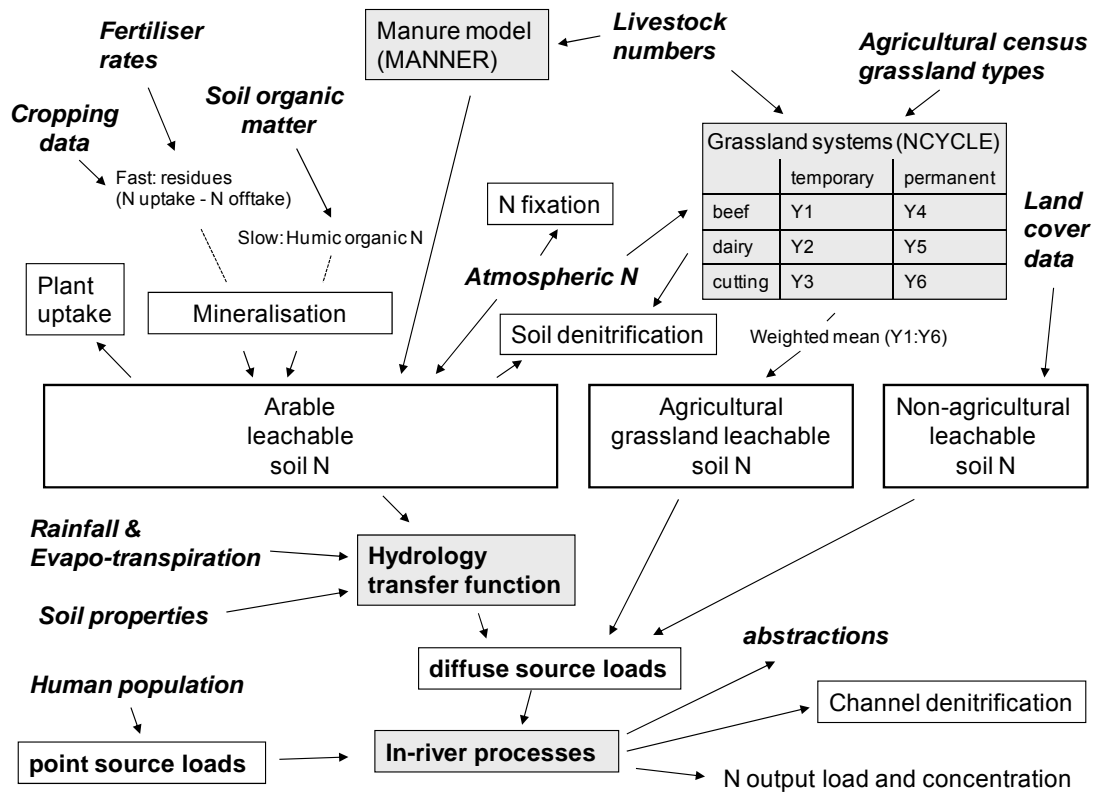 Fertiliser
rates
Manure model
(MANNER)
Livestock
numbers
Agricultural census
grassland types
Cropping
data
Soil organic
matter
Fast: residues
(N uptake - N offtake)
Slow: Humic organic N
N fixation
Atmospheric N
Grassland systems (NCYCLE)
temporary permanent
beef Y1 Y4
dairy Y2 Y5
cutting Y3 Y6
Land
cover
data
Plant
uptake
Mineralisation
Soil denitrification
Weighted mean (Y1:Y6)
Arable
leachable
soil N
Agricultural
grassland leachable
soil N
Non-agricultural
leachable
soil N
Rainfall &
Evapo-transpiration
Hydrology
transfer function
Soil properties
diffuse source loads
abstractions
Human population
Channel denitrification
point source loads
In-river processes
N output load and concentration